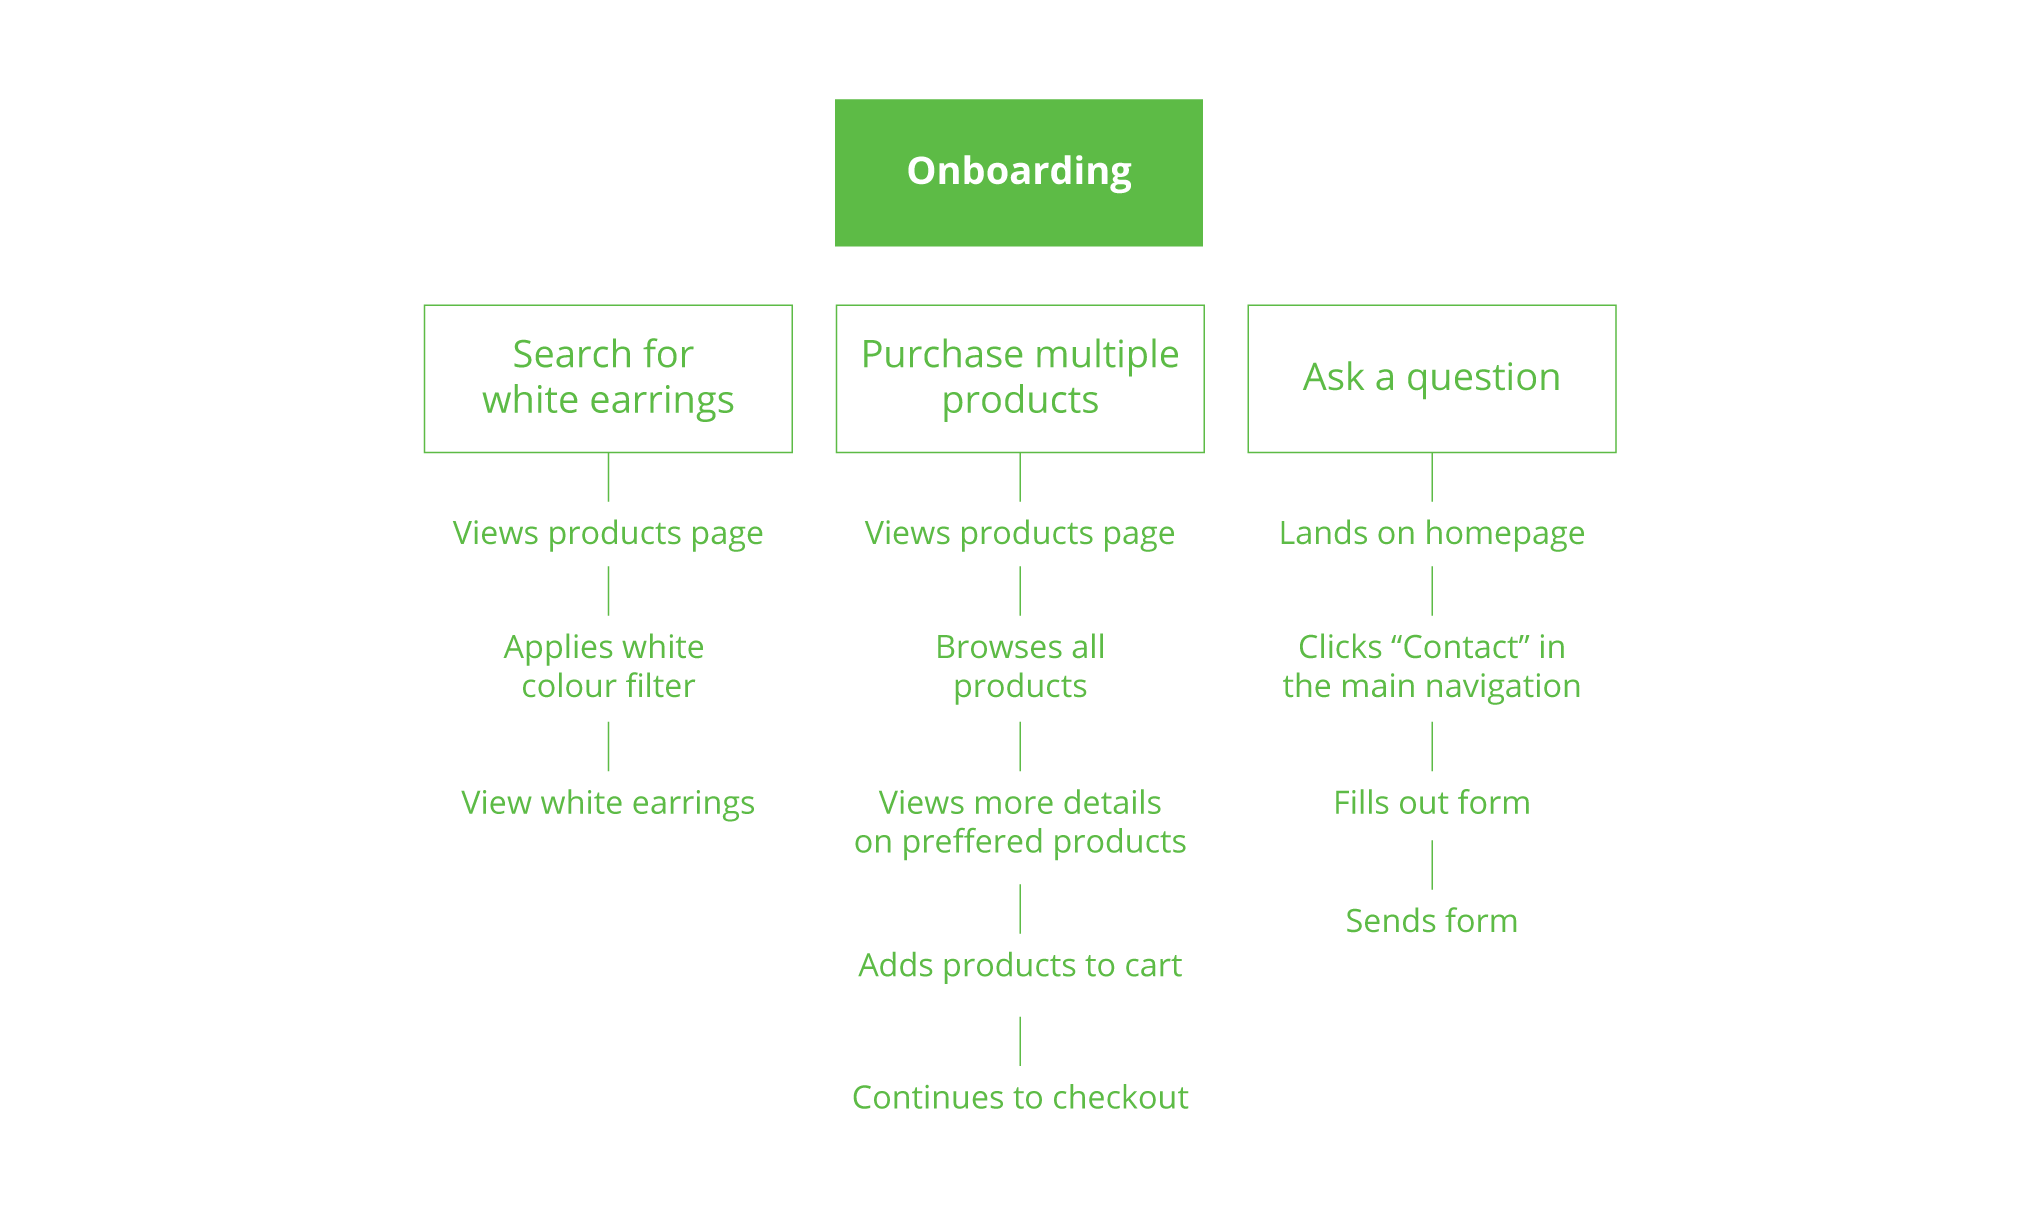 Onboarding
Search for
white earrings
Views products page
Applies white
colour filter
View white earrings
Purchase multiple
products
Views products page
Browses all
products
Views more details
on preffered products
Adds products to cart
Continues to checkout
Ask a question
Lands on homepage
Clicks “Contact” in
the main navigation
Fills out form
Sends form